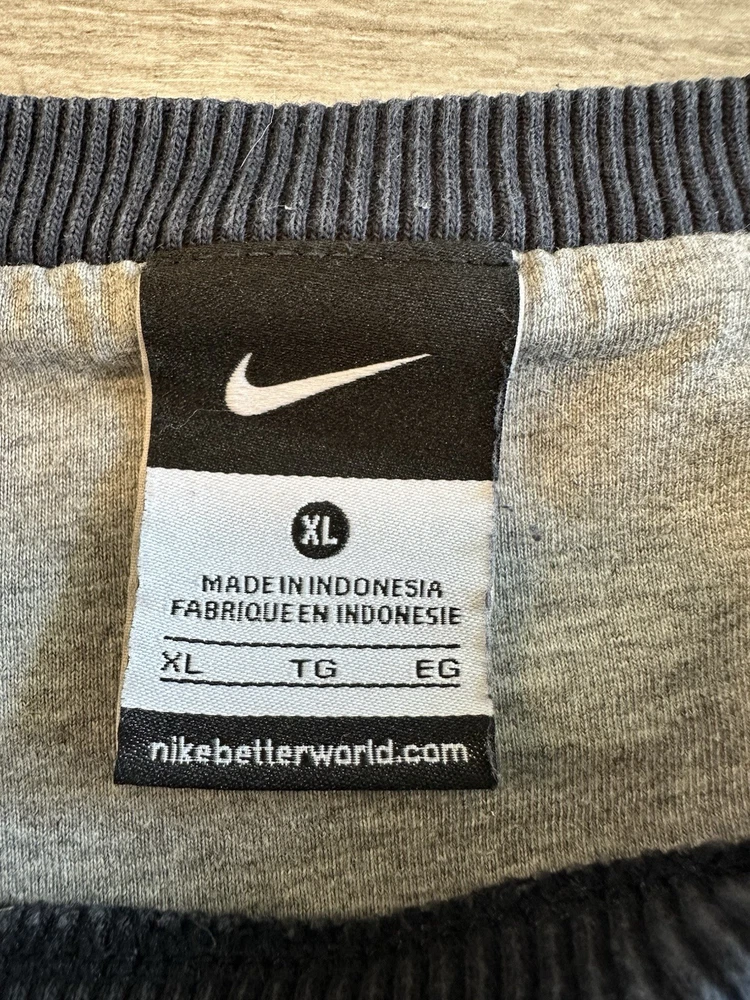 XL
MADE IN INDONESIA
FABRIQUE EN INDONESIE
XL TG EG
nikebetterworld.com